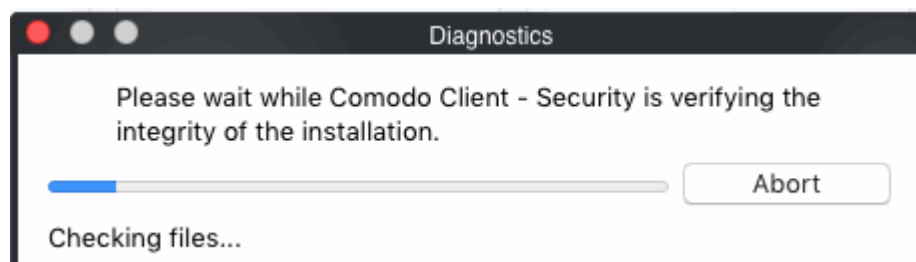 Diagnostics
Please wait while Comodo Client - Security is verifying the
integrity of the installation.
Abort
Checking files...